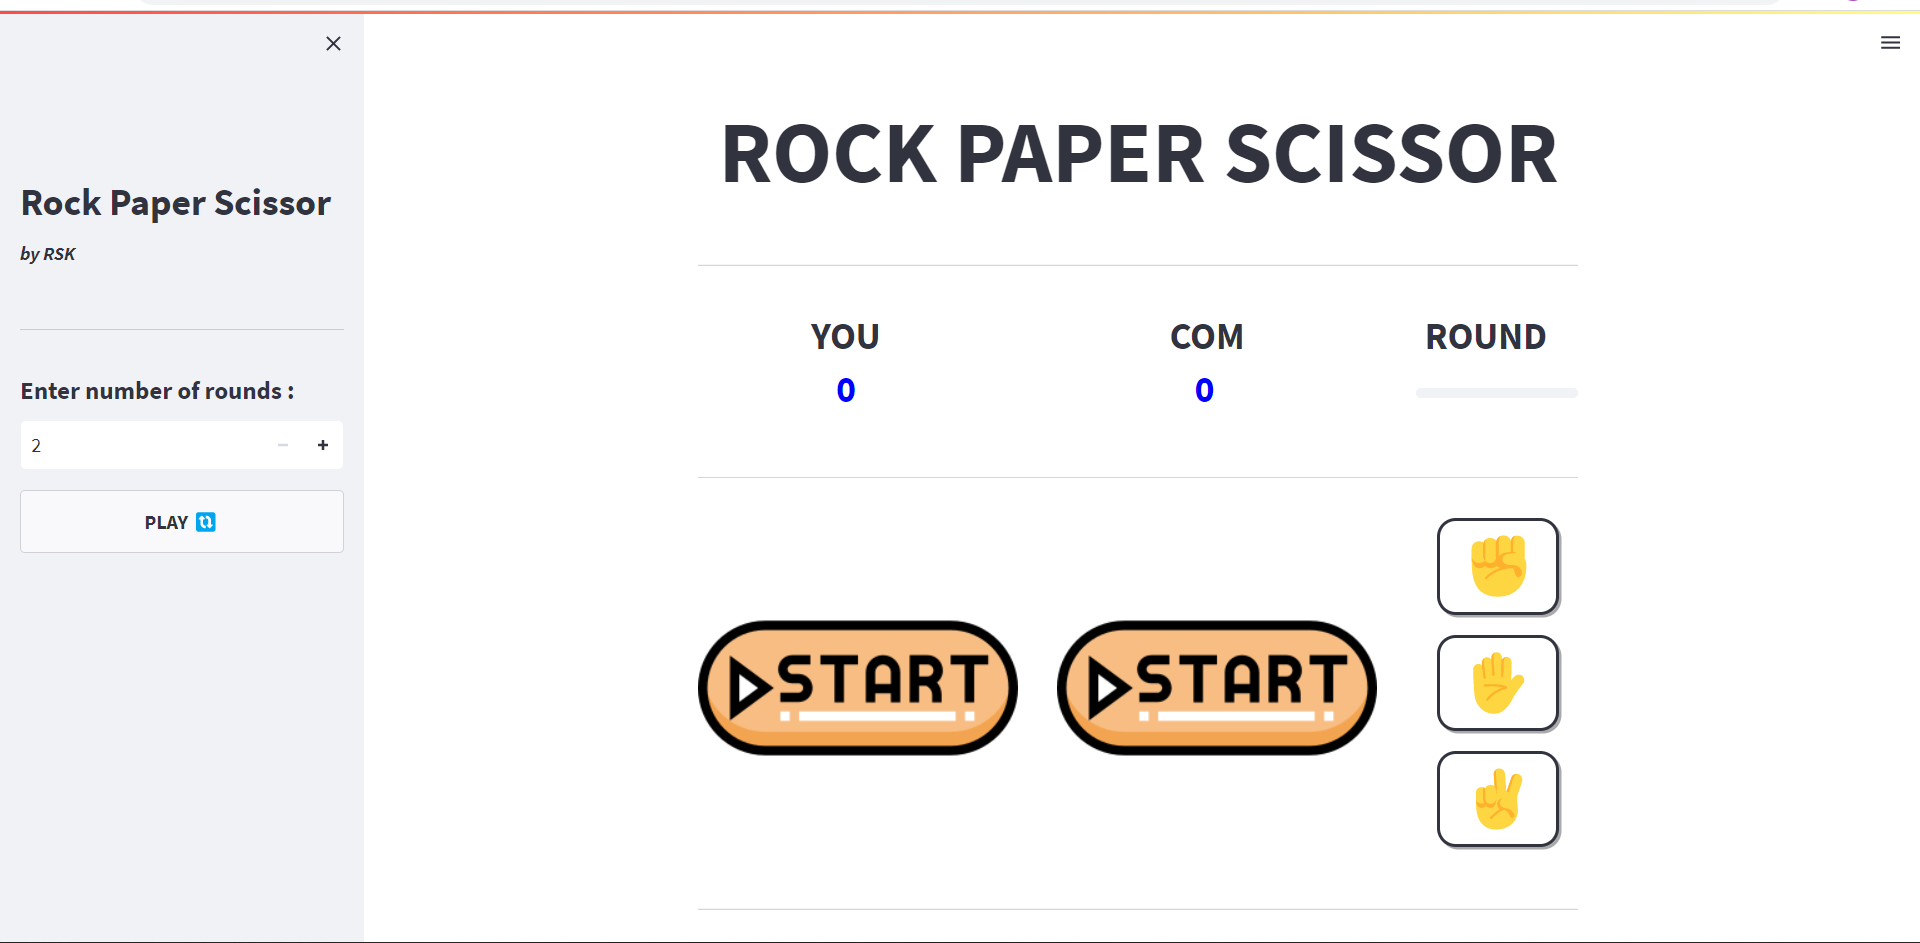 Rock Paper Scissor
by RSK
Enter number of rounds :
2
PLAY
ROCK PAPER SCISSOR
YOU COM ROUND
0 0
START START